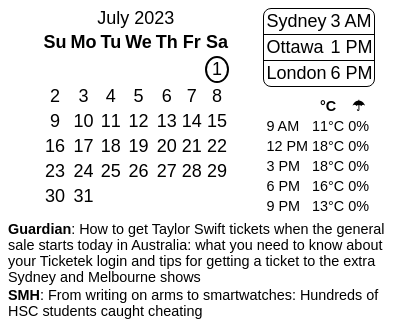 July 2023
Su Mo Tu We Th Fr Sa
1
2 3 4 5 6 7 8
9 10 11 12 13 14 15
16 17 18 19 20 21 22
23 24 25 26 27 28 29
30 31
Sydney 3 AM
Ottawa 1 PM
London 6 PM
°C ☂
9 AM 11°C 0%
12 PM 18°C 0%
3 PM 18°C 0%
6 PM 16°C 0%
9 PM 13°C 0%
Guardian: How to get Taylor Swift tickets when the general
sale starts today in Australia: what you need to know about
your Ticketek login and tips for getting a ticket to the extra
Sydney and Melbourne shows
SMH: From writing on arms to smartwatches: Hundreds of
HSC students caught cheating